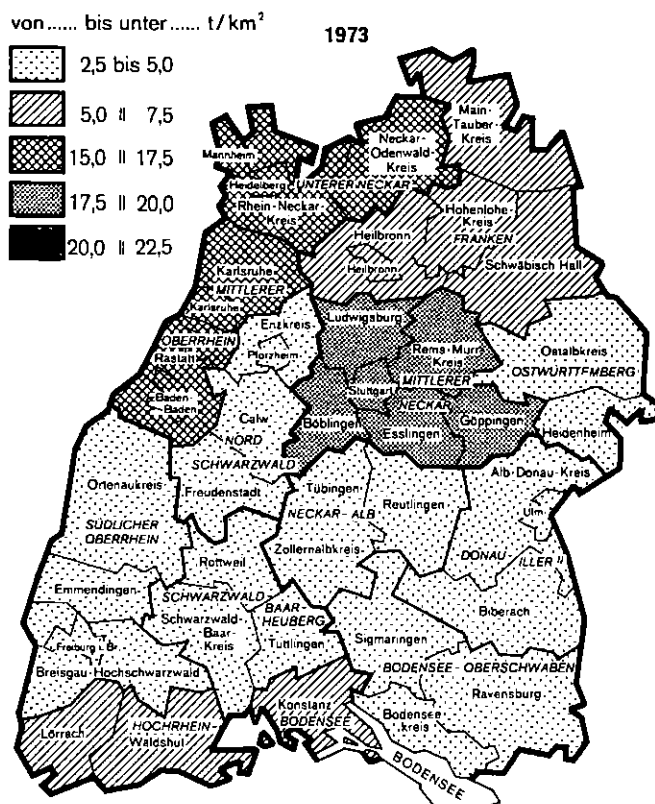 von ...... bis unter ...... t/km²
1973
2,5 bis 5,0
5,0 " 7,5
15,0 " 17,5
17,5 " 20,0
20,0 " 22,5
Main-
Tauber-
Kreis
Neckar-
Odenwald-
Kreis
Mannheim
Heidelberg
UNTERER NECKAR
Rhein-Neckar-
Kreis
Hohenlohe-
Kreis
FRANKEN
Heilbronn
Heilbronn
Schwäbisch Hall
Karlsruhe
MITTLERER
Karlsruhe
OBERRHEIN
Rastatt
Baden-
Baden
Enzkreis
Pforzheim
Ludwigsburg
Rems-Murr-
Kreis
Stuttgart
MITTLERER
NECKAR
Böblingen
Esslingen
Göppingen
Ostalbkreis
OSTWÜRTTEMBERG
Heidenheim
Calw
NORD
SCHWARZWALD
Freudenstadt
Ortenaukreis
SÜDLICHER
OBERRHEIN
Tübingen
Reutlingen
NECKAR-ALB
Zollernalbkreis
Alb-Donau-Kreis
Ulm
DONAU-ILLER
Biberach
Rottweil
SCHWARZWALD
Schwarzwald-
Baar-
Kreis
BAAR-
HEUBERG
Tuttlingen
Emmendingen
Freiburg i. B.
Breisgau-Hochschwarzwald
Sigmaringen
BODENSEE-OBERSCHWABEN
Ravensburg
Bodensee
kreis
Konstanz
BODENSEE
Lörrach
HOCHRHEIN
Waldshut
BODENSEE